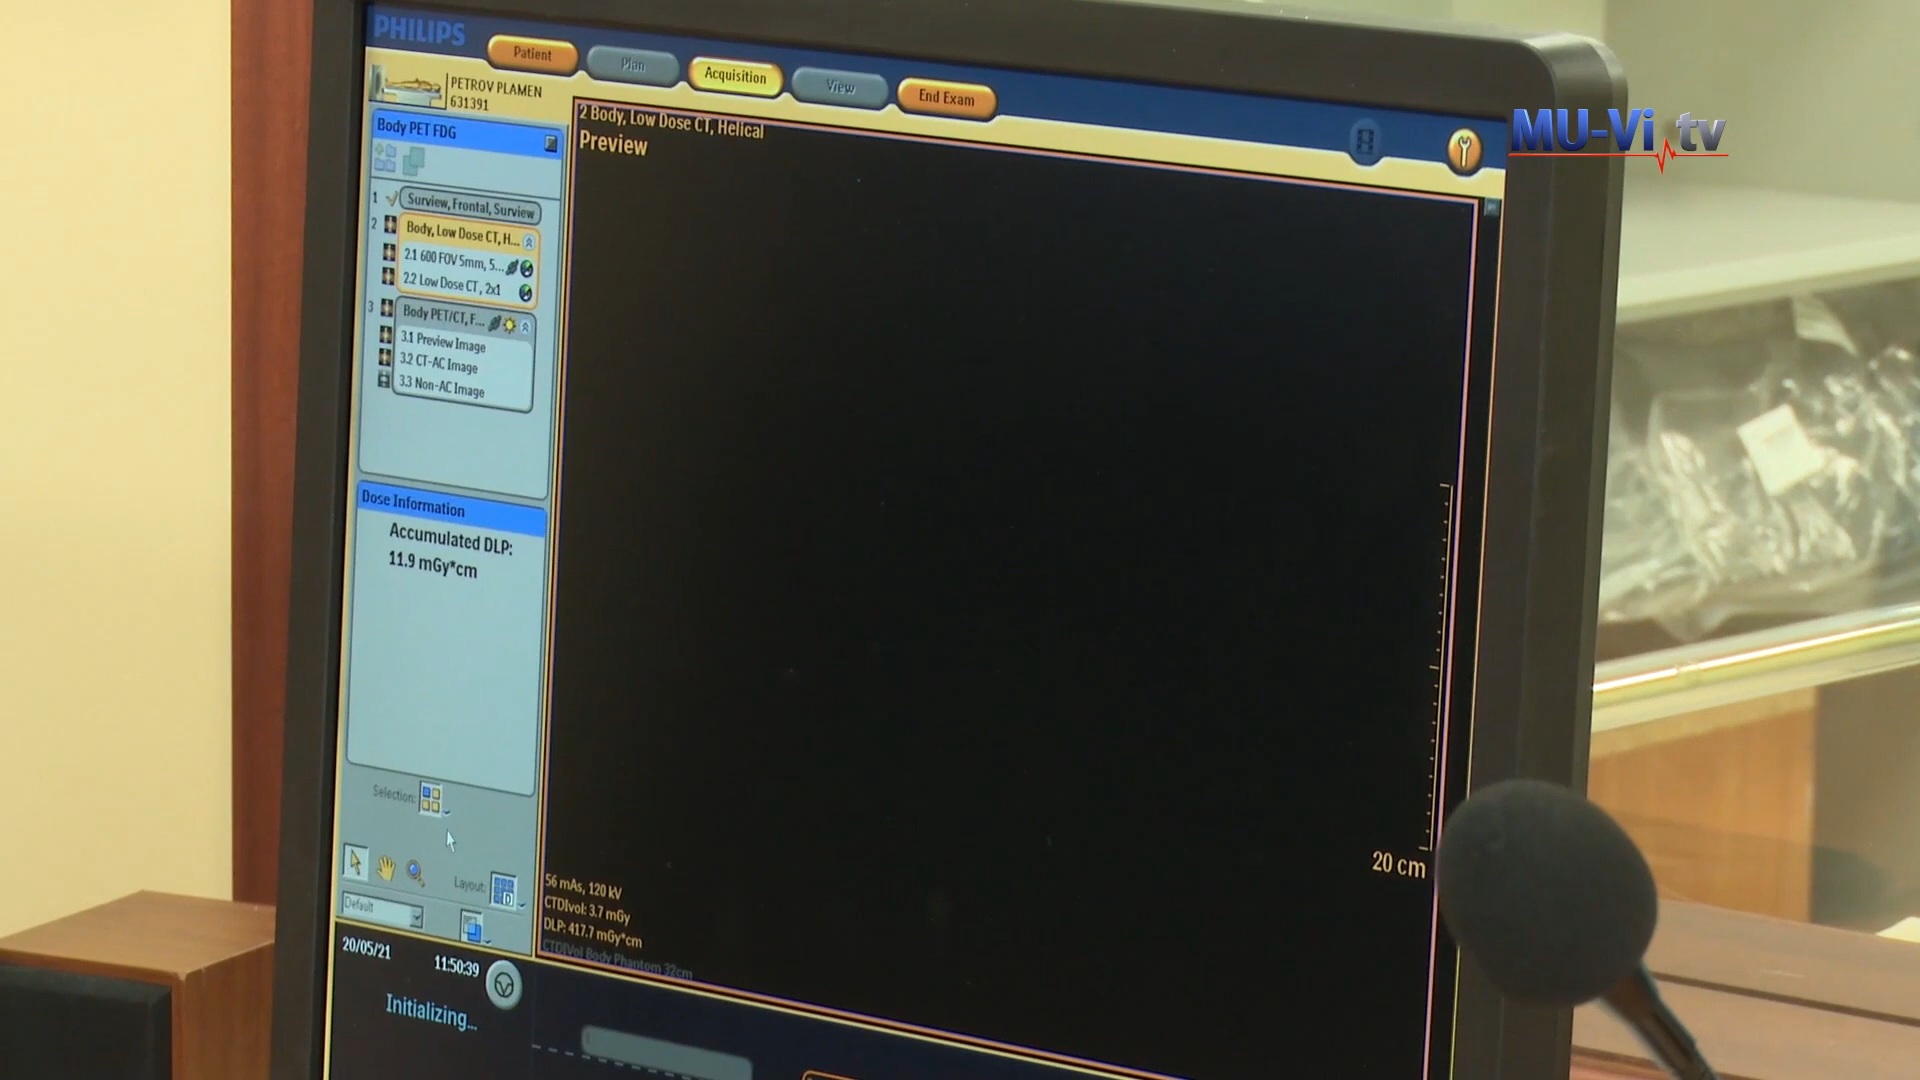 PHILIPS
Patient
Plan
Acquisition
View
End Exam
MU-Vi.tv
PETROV PLAMEN
631391
Body PET FDG
2 Body, Low Dose CT, Helical
Preview
1 Surview, Frontal, Surview
2 Body, Low Dose CT, H...
2.1 600 FOV 5mm, 5...
2.2 Low Dose CT, 2x1
3 Body PET/CT, F...
3.1 Preview Image
3.2 CT-AC Image
3.3 Non-AC Image
Dose Information
Accumulated DLP:
11.9 mGy*cm
Selection:
Layout:
D
Default
20 cm
56 mAs, 120 kV
CTDIvol: 3.7 mGy
DLP: 417.7 mGy*cm
CTDIVol Body Phantom 32cm
20/05/21
11:50:39
Initializing...